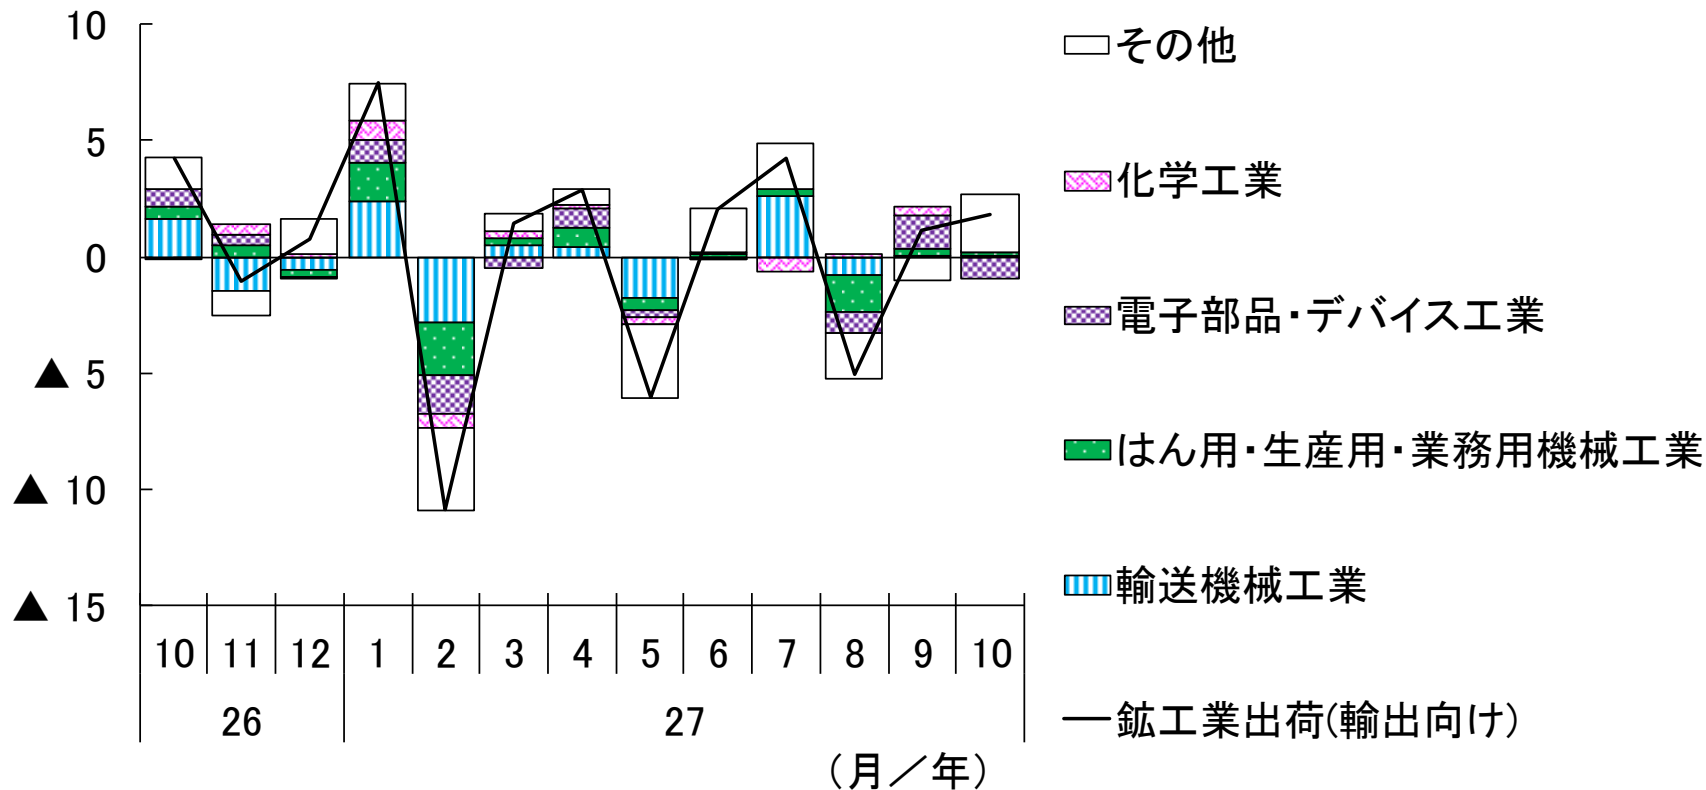 10
5
0
▲ 5
▲ 10
▲ 15
10 11 12 1 2 3 4 5 6 7 8 9 10
26 27
（月／年）
その他
化学工業
電子部品・デバイス工業
はん用・生産用・業務用機械工業
輸送機械工業
鉱工業出荷(輸出向け)